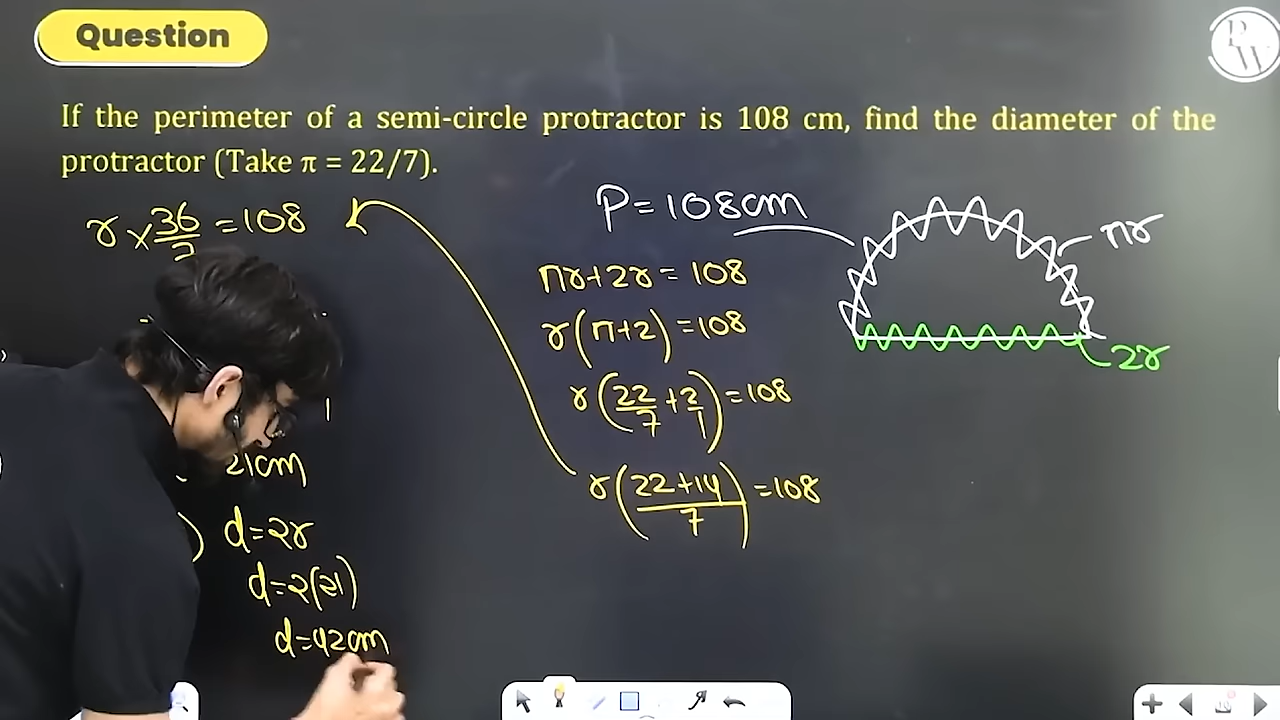 Question
PW
If the perimeter of a semi-circle protractor is 108 cm, find the diameter of the
protractor (Take π = 22/7).
r × 36/7 = 108
21cm
d=2r
d=2(21)
d=42cm
P=108cm
πr+2r=108
r(π+2)=108
r(22/7+2/1)=108
r(22+14/7)=108
πr
2r